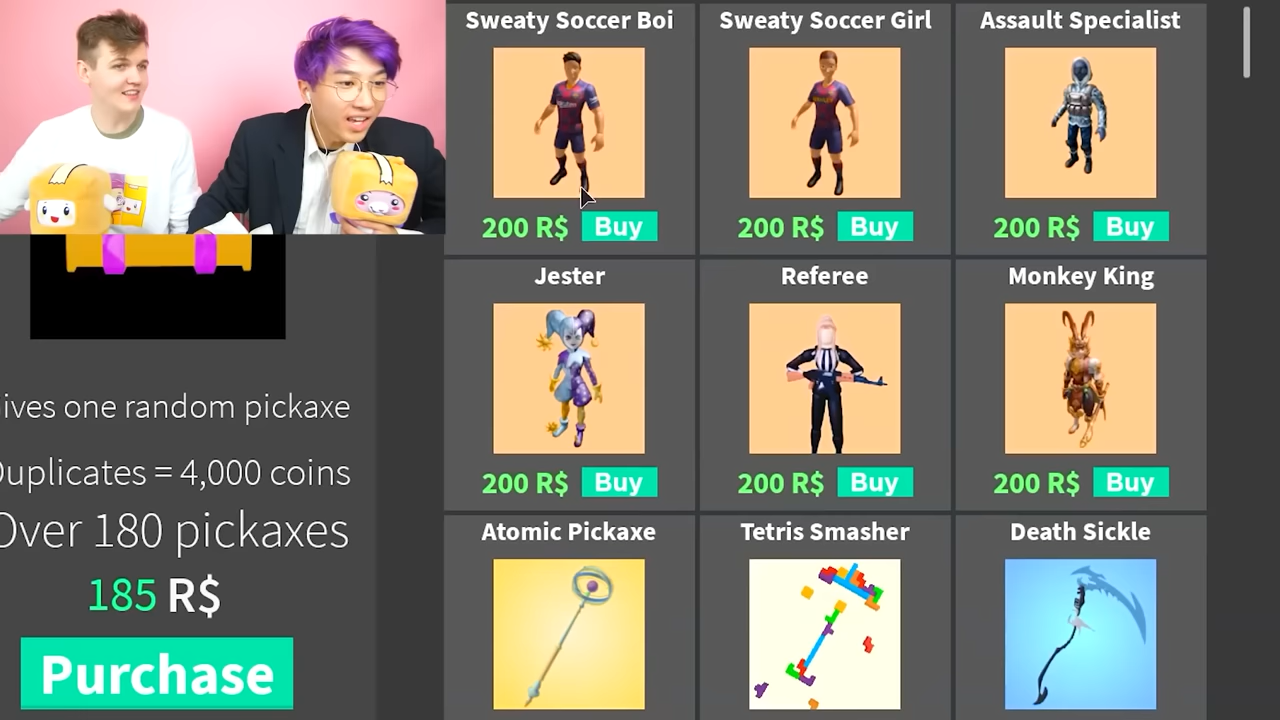 Sweaty Soccer Boi
Sweaty Soccer Girl
Assault Specialist
200 R$ Buy
200 R$ Buy
200 R$ Buy
Jester
Referee
Monkey King
200 R$ Buy
200 R$ Buy
200 R$ Buy
Atomic Pickaxe
Tetris Smasher
Death Sickle
ives one random pickaxe
Duplicates = 4,000 coins
Over 180 pickaxes
185 R$
Purchase